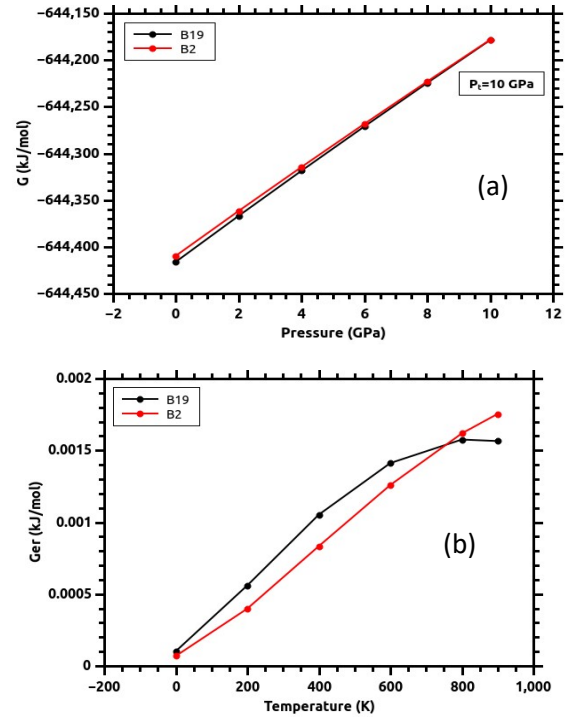 −644,150
−644,200
−644,250
−644,300
−644,350
−644,400
−644,450
G (kJ/mol)
B19
B2
Pₜ=10 GPa
(a)
−2 0 2 4 6 8 10 12
Pressure (GPa)
0.002
0.0015
0.001
0.0005
0
Ger (kJ/mol)
B19
B2
(b)
−200 0 200 400 600 800 1,000
Temperature (K)